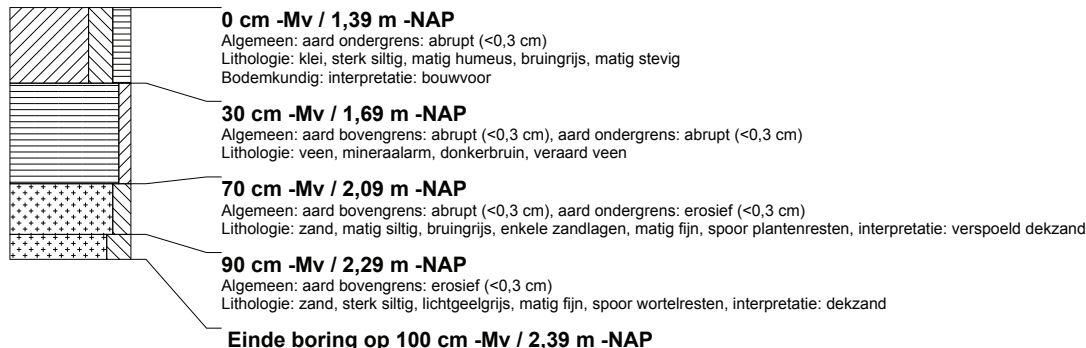 0 cm -Mv / 1,39 m -NAP
Algemeen: aard ondergrens: abrupt (<0,3 cm)
Lithologie: klei, sterk siltig, matig humeus, bruingrijs, matig stevig
Bodemkundig: interpretatie: bouwvoor
30 cm -Mv / 1,69 m -NAP
Algemeen: aard bovengrens: abrupt (<0,3 cm), aard ondergrens: abrupt (<0,3 cm)
Lithologie: veen, mineraalarm, donkerbruin, veraard veen
70 cm -Mv / 2,09 m -NAP
Algemeen: aard bovengrens: abrupt (<0,3 cm), aard ondergrens: erosief (<0,3 cm)
Lithologie: zand, matig siltig, bruingrijs, enkele zandlagen, matig fijn, spoor plantenresten, interpretatie: verspoeld dekzand
90 cm -Mv / 2,29 m -NAP
Algemeen: aard bovengrens: erosief (<0,3 cm)
Lithologie: zand, sterk siltig, lichtgeelgrijs, matig fijn, spoor wortelresten, interpretatie: dekzand
Einde boring op 100 cm -Mv / 2,39 m -NAP